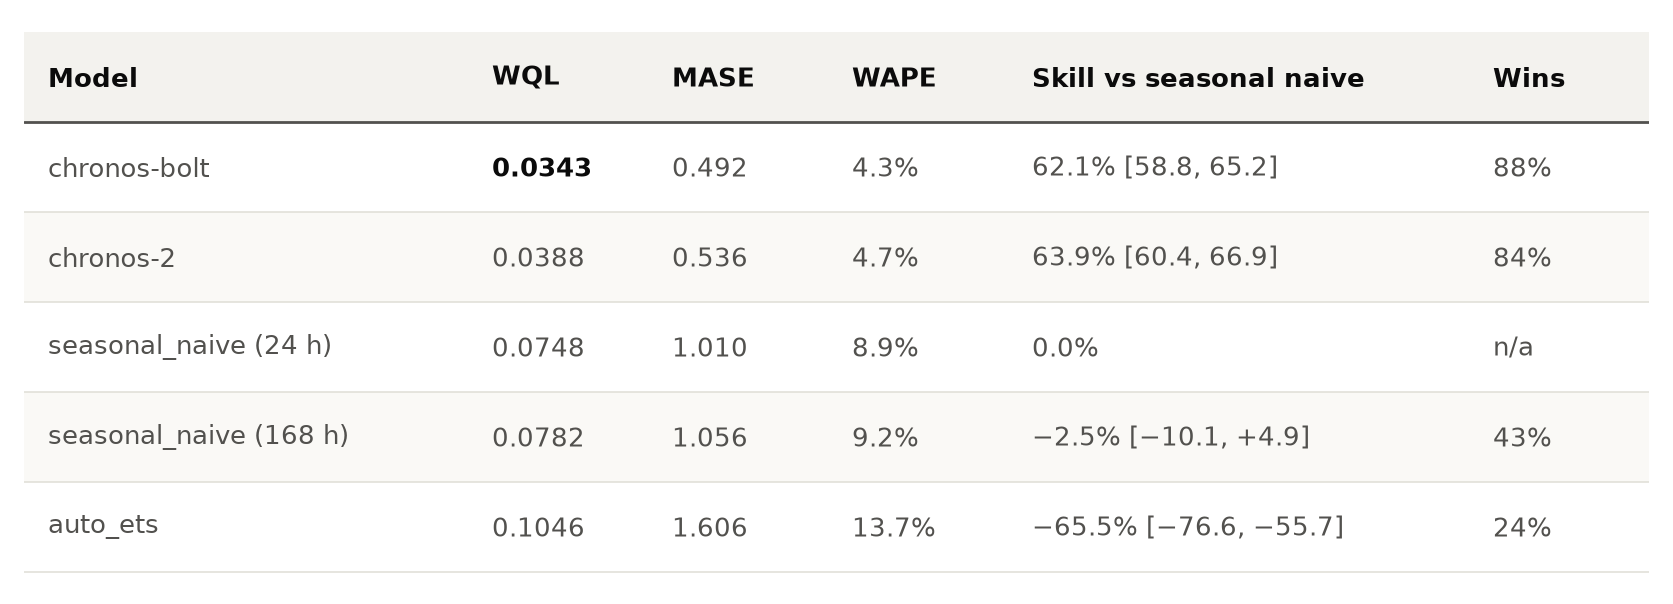 Model WQL MASE WAPE Skill vs seasonal naive Wins
chronos-bolt 0.0343 0.492 4.3% 62.1% [58.8, 65.2] 88%
chronos-2 0.0388 0.536 4.7% 63.9% [60.4, 66.9] 84%
seasonal_naive (24 h) 0.0748 1.010 8.9% 0.0% n/a
seasonal_naive (168 h) 0.0782 1.056 9.2% −2.5% [−10.1, +4.9] 43%
auto_ets 0.1046 1.606 13.7% −65.5% [−76.6, −55.7] 24%